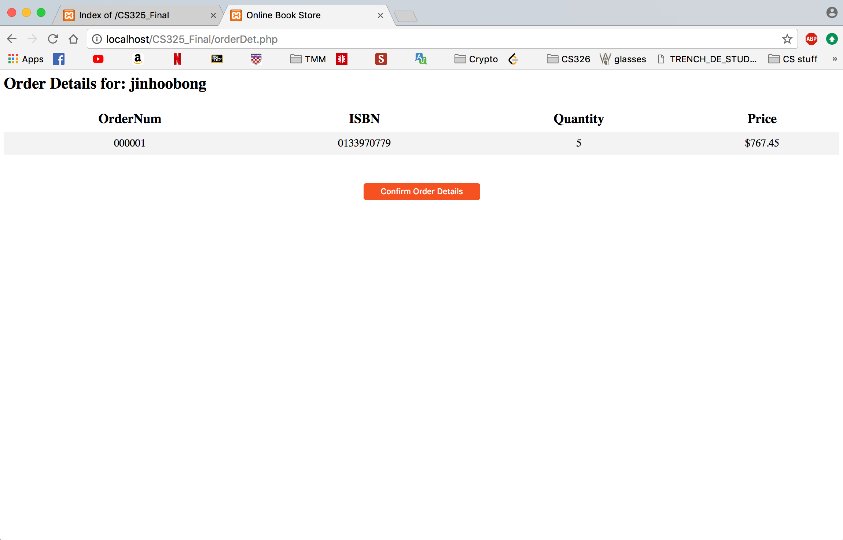 Index of /CS325_Final
Online Book Store
localhost/CS325_Final/orderDet.php
ABP
Apps
TMM
Crypto
CS326
glasses
TRENCH_DE_STUD...
CS stuff
»
Order Details for: jinhoobong
OrderNum ISBN Quantity Price
000001 0133970779 5 $767.45
Confirm Order Details